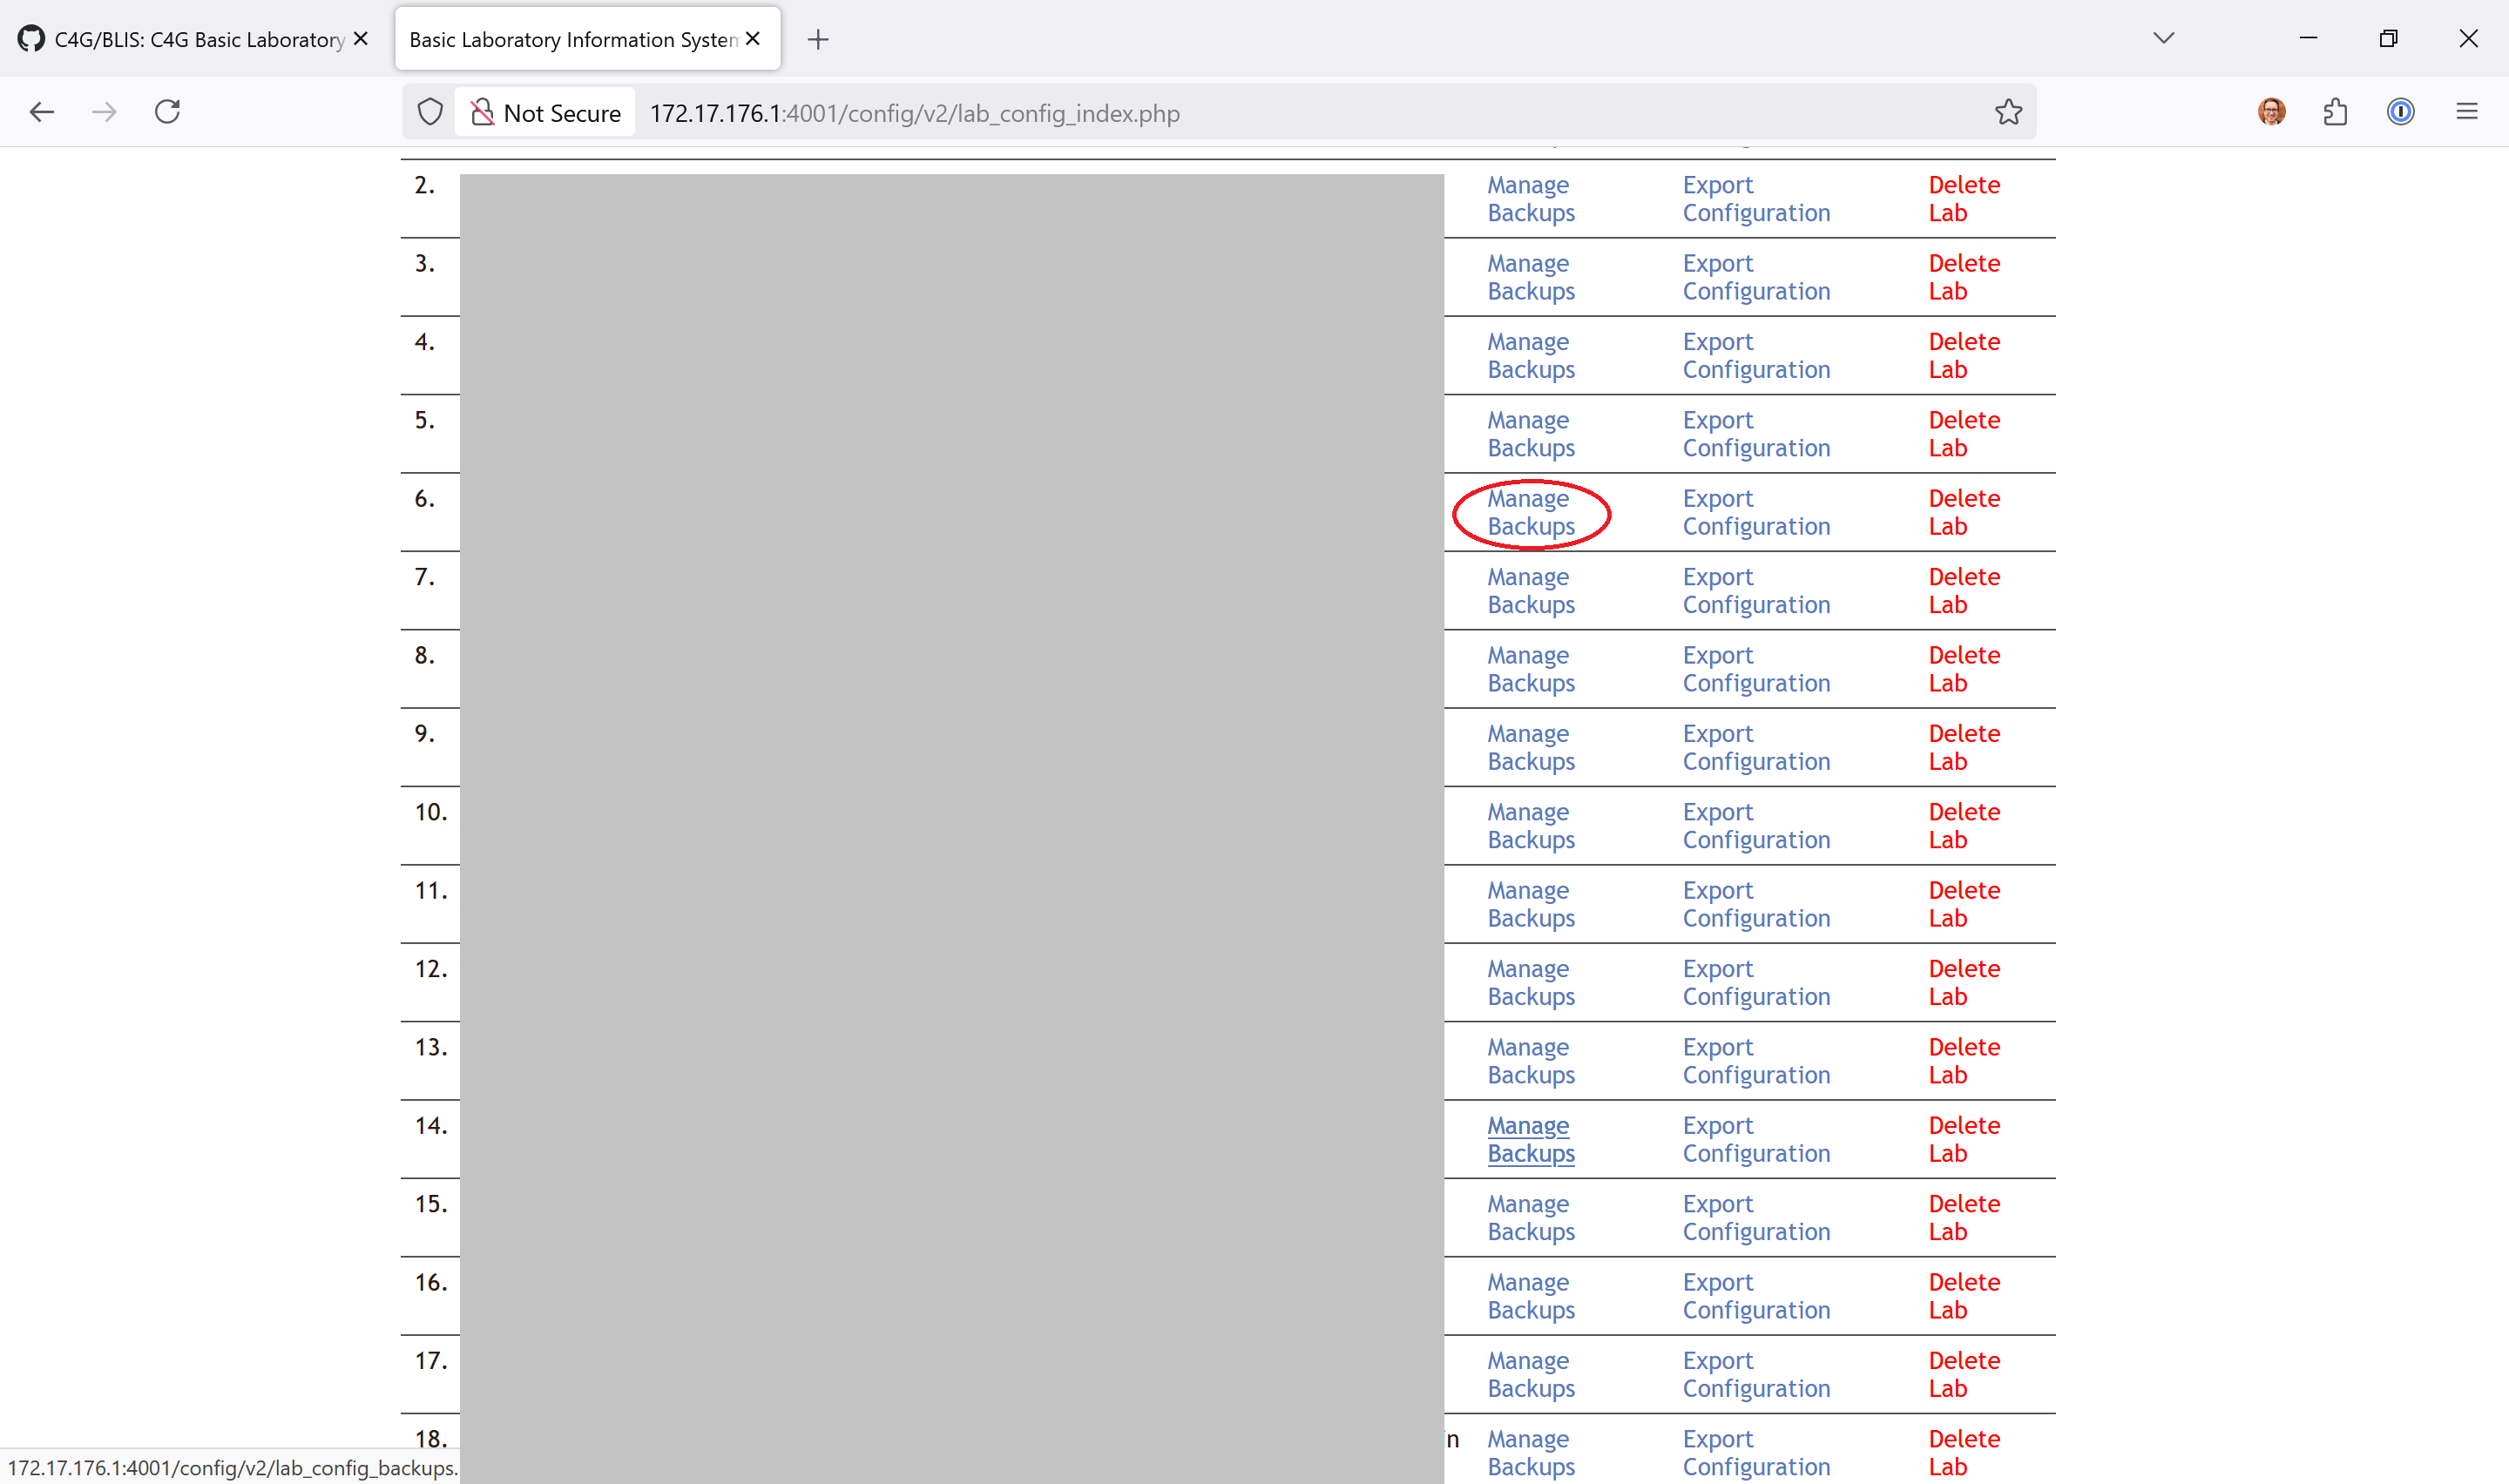 C4G/BLIS: C4G Basic Laboratory
Basic Laboratory Information System
Not Secure
172.17.176.1:4001/config/v2/lab_config_index.php
2. Manage Export Delete
Backups Configuration Lab
3. Manage Export Delete
Backups Configuration Lab
4. Manage Export Delete
Backups Configuration Lab
5. Manage Export Delete
Backups Configuration Lab
6. Manage Export Delete
Backups Configuration Lab
7. Manage Export Delete
Backups Configuration Lab
8. Manage Export Delete
Backups Configuration Lab
9. Manage Export Delete
Backups Configuration Lab
10. Manage Export Delete
Backups Configuration Lab
11. Manage Export Delete
Backups Configuration Lab
12. Manage Export Delete
Backups Configuration Lab
13. Manage Export Delete
Backups Configuration Lab
14. Manage Export Delete
Backups Configuration Lab
15. Manage Export Delete
Backups Configuration Lab
16. Manage Export Delete
Backups Configuration Lab
17. Manage Export Delete
Backups Configuration Lab
18. n Manage Export Delete
Backups Configuration Lab
172.17.176.1:4001/config/v2/lab_config_backups.